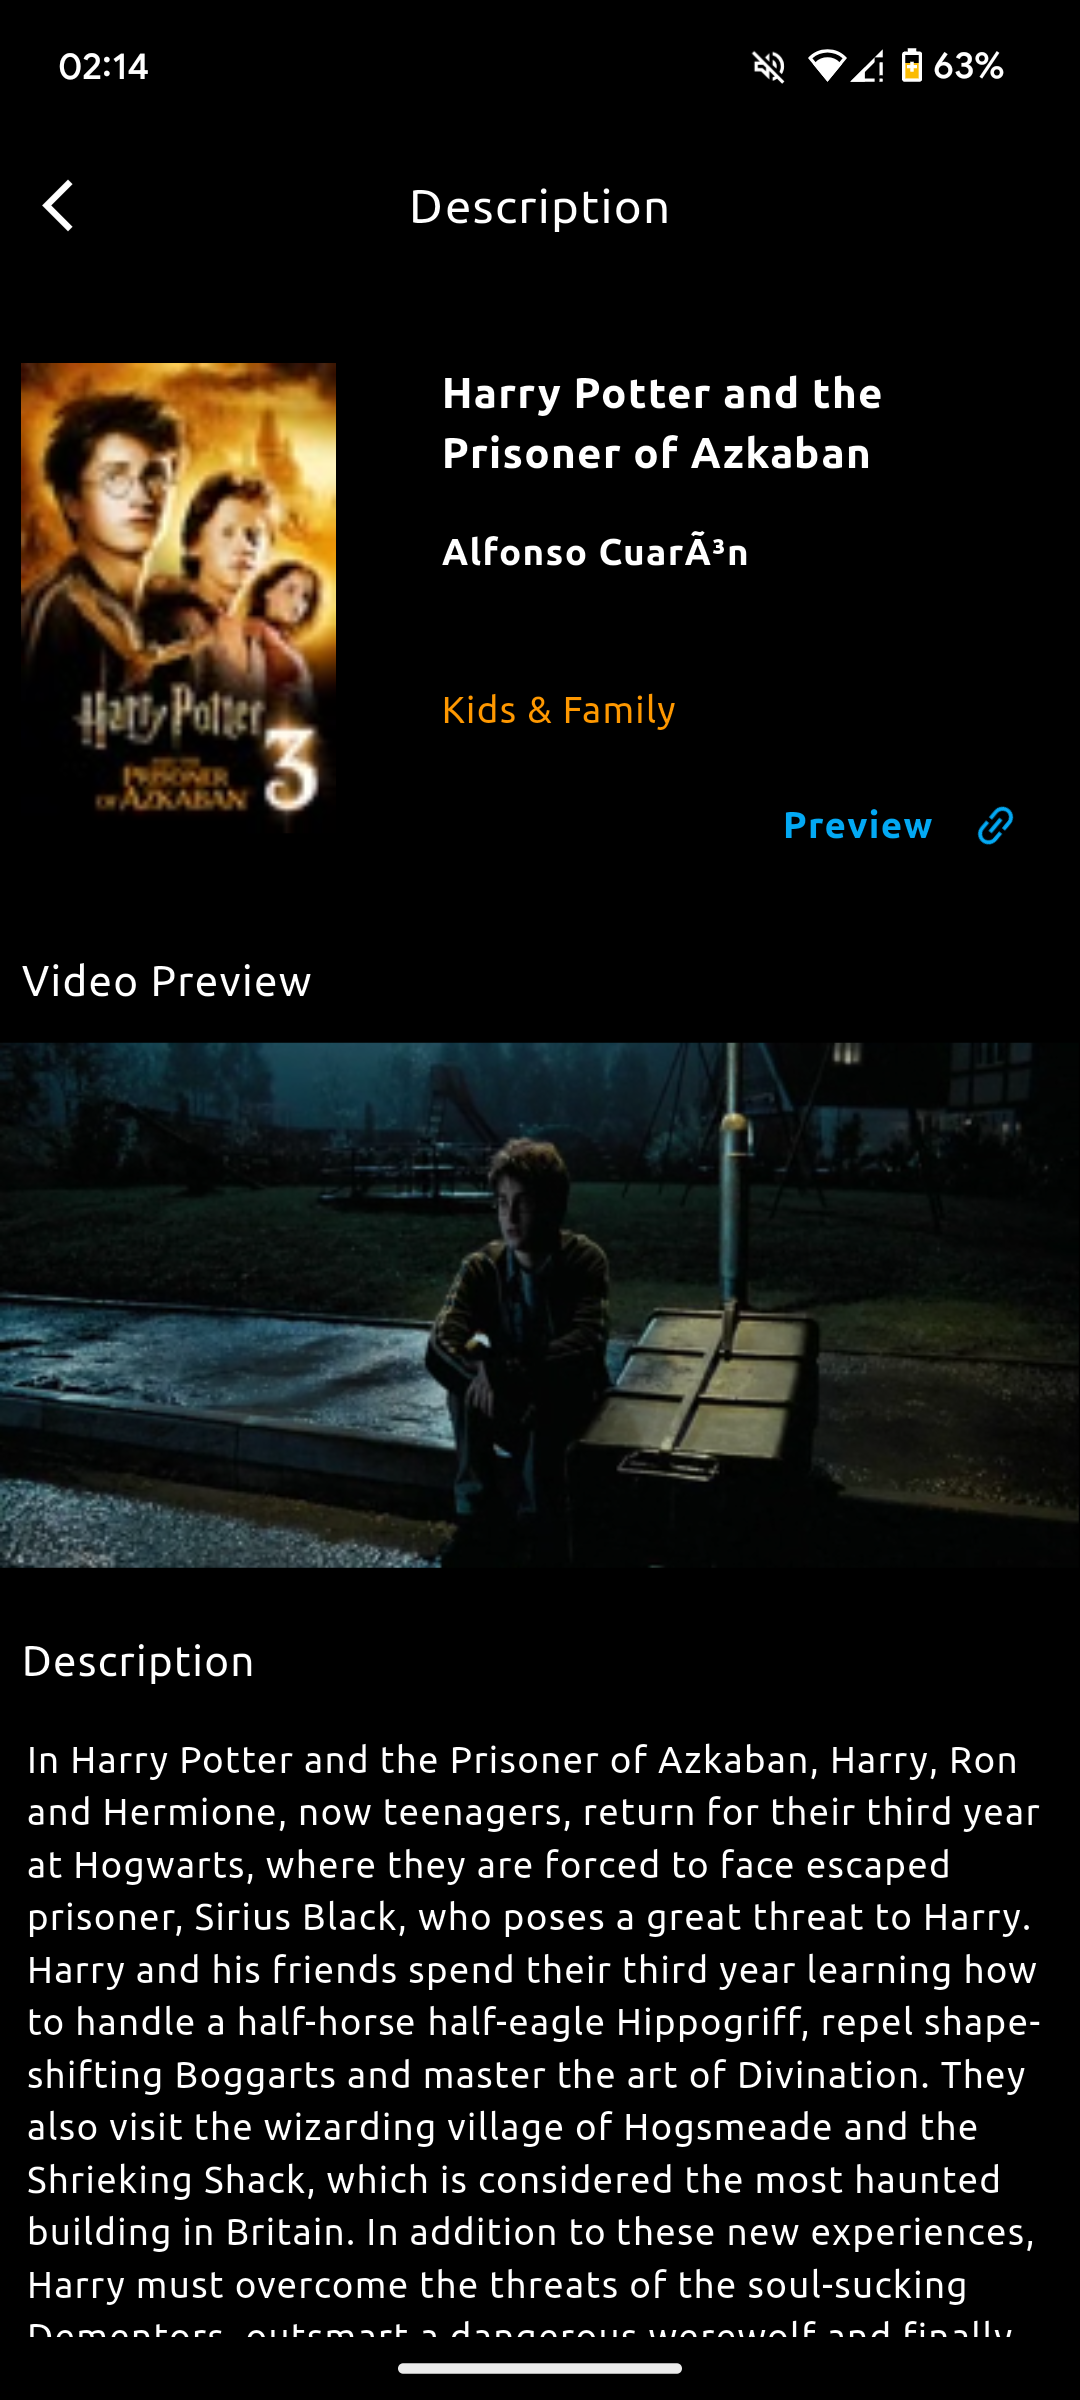 02:14
63%
Description
Harry Potter and the
Prisoner of Azkaban
Alfonso CuarÃ³n
Kids & Family
Preview
Harry Potter
PRISONER
OF AZKABAN
3
Video Preview
Description
In Harry Potter and the Prisoner of Azkaban, Harry, Ron
and Hermione, now teenagers, return for their third year
at Hogwarts, where they are forced to face escaped
prisoner, Sirius Black, who poses a great threat to Harry.
Harry and his friends spend their third year learning how
to handle a half-horse half-eagle Hippogriff, repel shape-
shifting Boggarts and master the art of Divination. They
also visit the wizarding village of Hogsmeade and the
Shrieking Shack, which is considered the most haunted
building in Britain. In addition to these new experiences,
Harry must overcome the threats of the soul-sucking
Dementors, outsmart a dangerous werewolf and finally